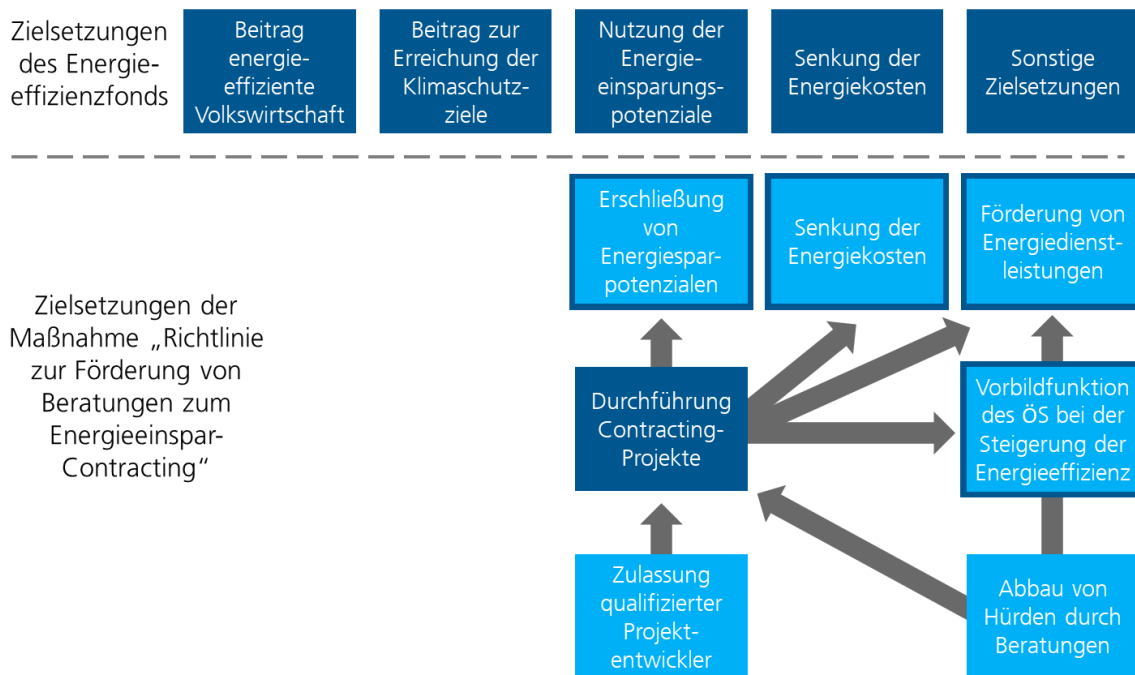 Zielsetzungen
des Energie-
effizienzfonds
Beitrag
energie-
effiziente
Volkswirtschaft
Beitrag zur
Erreichung der
Klimaschutz-
ziele
Nutzung der
Energie-
einsparungs-
potenziale
Senkung der
Energiekosten
Sonstige
Zielsetzungen
Zielsetzungen der
Maßnahme „Richtlinie
zur Förderung von
Beratungen zum
Energieeinspar-
Contracting“
Erschließung
von
Energiespar-
potenzialen
Senkung der
Energiekosten
Förderung von
Energiedienst-
leistungen
Durchführung
Contracting-
Projekte
Vorbildfunktion
des ÖS bei der
Steigerung der
Energieeffizienz
Zulassung
qualifizierter
Projekt-
entwickler
Abbau von
Hürden durch
Beratungen